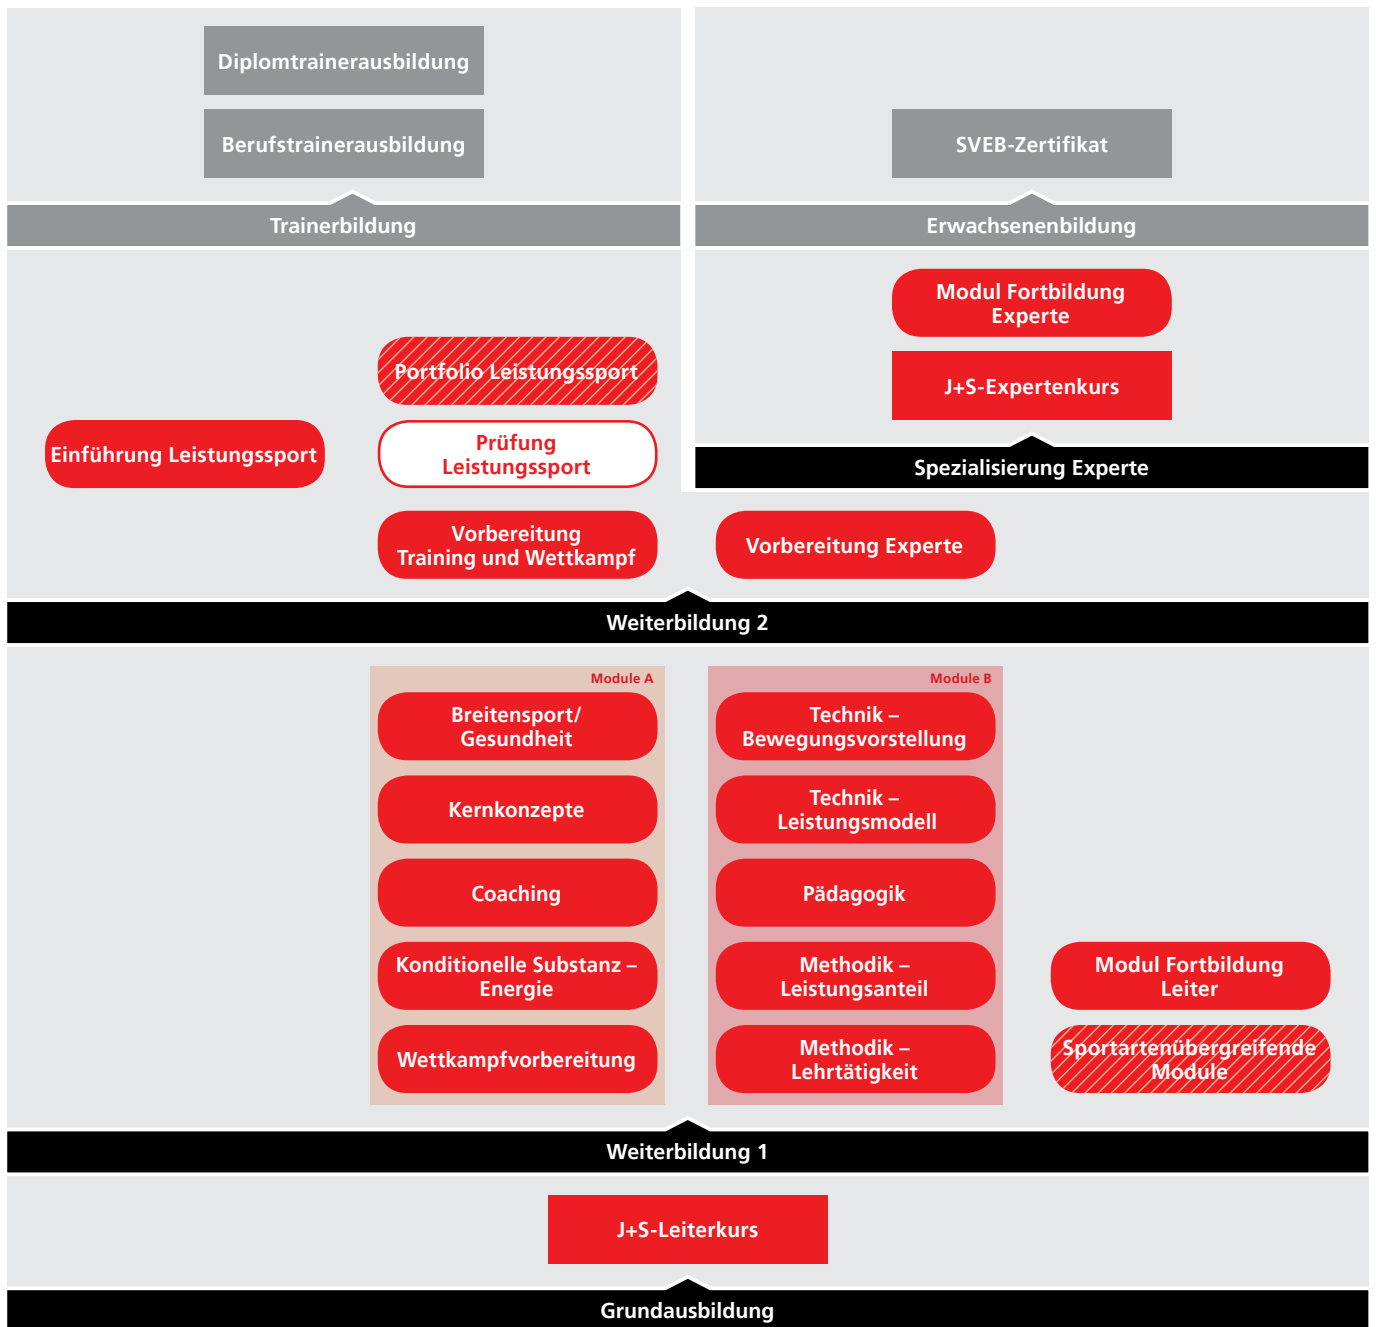 Diplomtrainerausbildung
Berufstrainerausbildung
SVEB-Zertifikat
Trainerbildung
Erwachsenenbildung
Modul Fortbildung
Experte
Portfolio Leistungssport
J+S-Expertenkurs
Einführung Leistungssport
Prüfung
Leistungssport
Spezialisierung Experte
Vorbereitung
Training und Wettkampf
Vorbereitung Experte
Weiterbildung 2
Module A
Breitensport/
Gesundheit
Kernkonzepte
Coaching
Konditionelle Substanz –
Energie
Wettkampfvorbereitung
Module B
Technik –
Bewegungsvorstellung
Technik –
Leistungsmodell
Pädagogik
Methodik –
Leistungsanteil
Methodik –
Lehrtätigkeit
Modul Fortbildung
Leiter
Sportartenübergreifende
Module
Weiterbildung 1
J+S-Leiterkurs
Grundausbildung